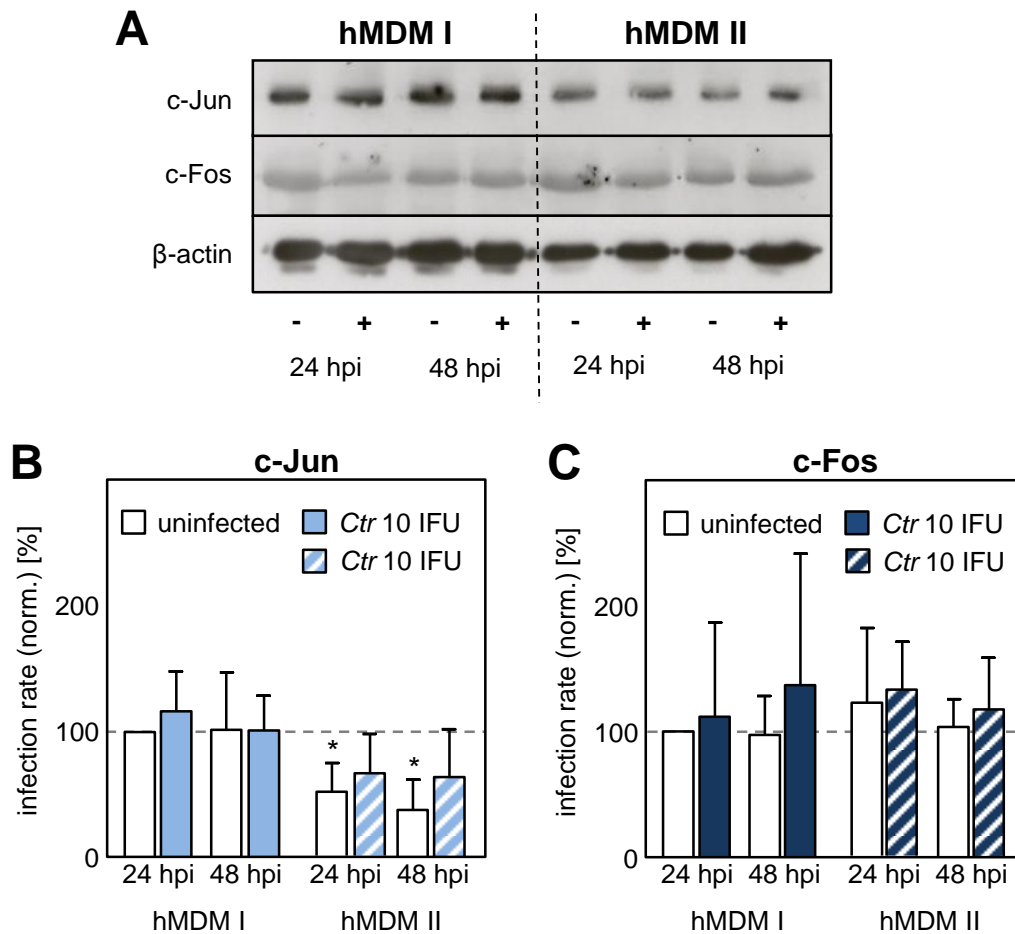 A
hMDM I
hMDM II
c-Jun
c-Fos
β-actin
- + - + - + - +
24 hpi 48 hpi 24 hpi 48 hpi
B
c-Jun
infection rate (norm.) [%]
uninfected
Ctr 10 IFU
Ctr 10 IFU
200
100
0
* *
24 hpi 48 hpi 24 hpi 48 hpi
hMDM I hMDM II
C
c-Fos
infection rate (norm.) [%]
uninfected
Ctr 10 IFU
Ctr 10 IFU
200
100
0
24 hpi 48 hpi 24 hpi 48 hpi
hMDM I hMDM II